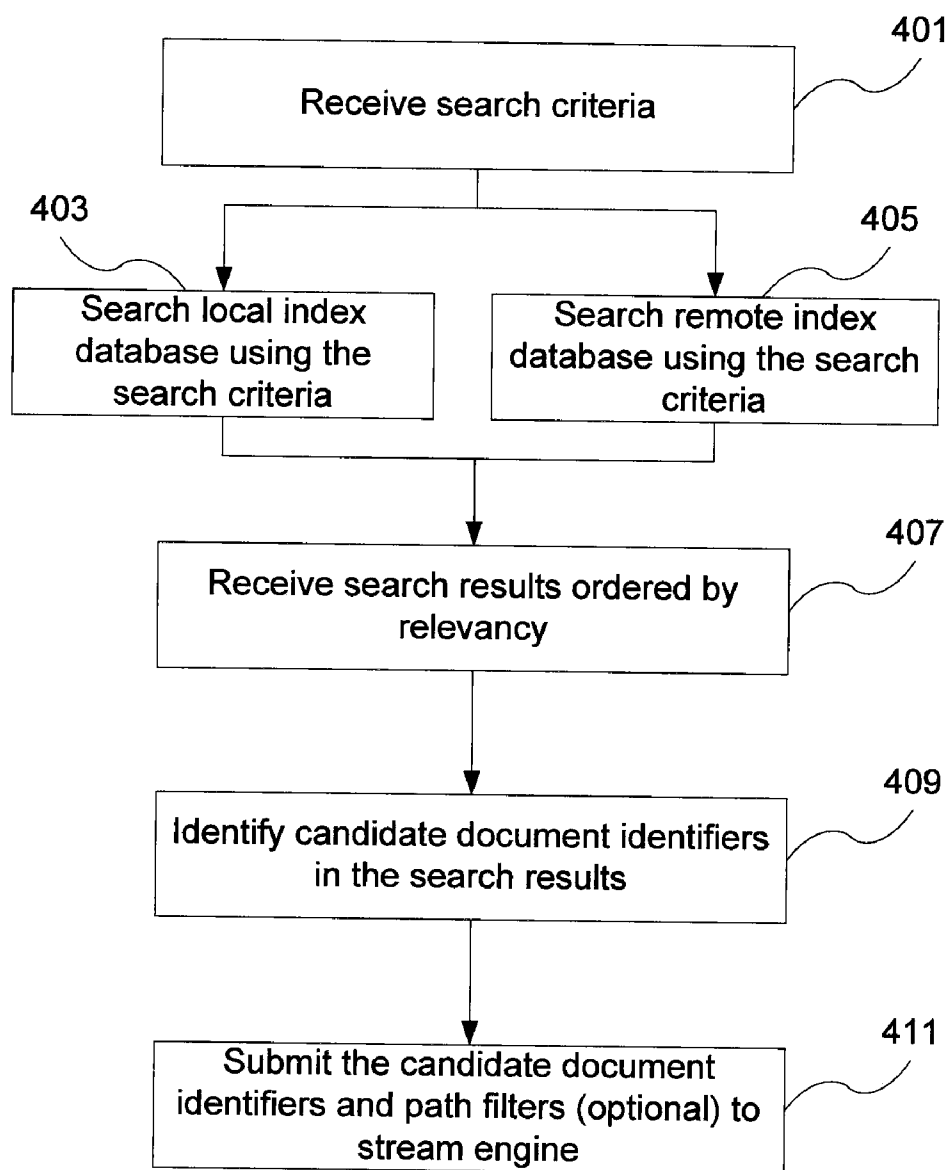 401
Receive search criteria
403
405
Search local index
database using the
search criteria
Search remote index
database using the search
criteria
407
Receive search results ordered by
relevancy
409
Identify candidate document identifiers
in the search results
411
Submit the candidate document
identifiers and path filters (optional) to
stream engine